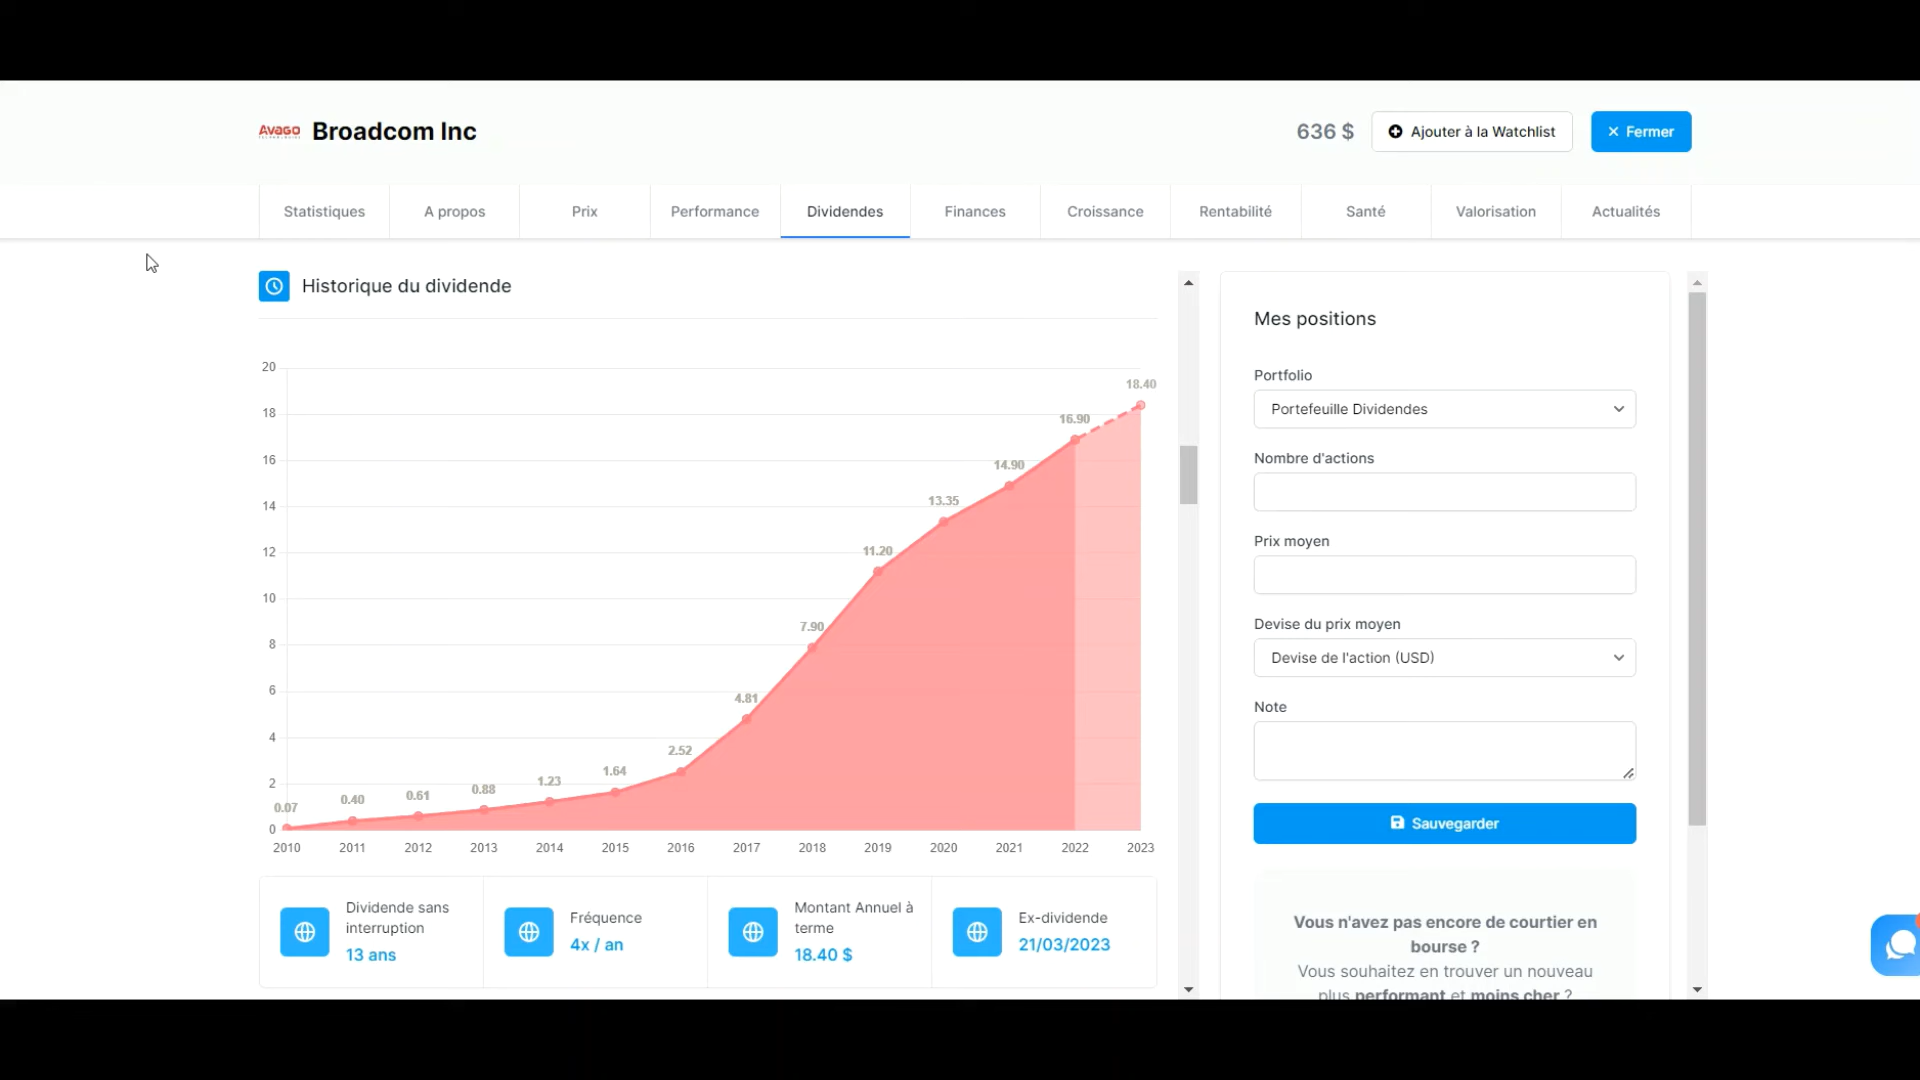 AVAGO
Broadcom Inc
636 $
Ajouter à la Watchlist
× Fermer
Statistiques
A propos
Prix
Performance
Dividendes
Finances
Croissance
Rentabilité
Santé
Valorisation
Actualités
Historique du dividende
20
18
16
14
12
10
8
6
4
2
0
0.07
0.40
0.61
0.88
1.23
1.64
2.52
4.81
7.90
11.20
13.35
14.90
16.90
18.40
2010
2011
2012
2013
2014
2015
2016
2017
2018
2019
2020
2021
2022
2023
Dividende sans
interruption
13 ans
Fréquence
4x / an
Montant Annuel à
terme
18.40 $
Ex-dividende
21/03/2023
Mes positions
Portfolio
Portefeuille Dividendes
Nombre d'actions
Prix moyen
Devise du prix moyen
Devise de l'action (USD)
Note
Sauvegarder
Vous n'avez pas encore de courtier en
bourse ?
Vous souhaitez en trouver un nouveau
plus performant et moins cher ?